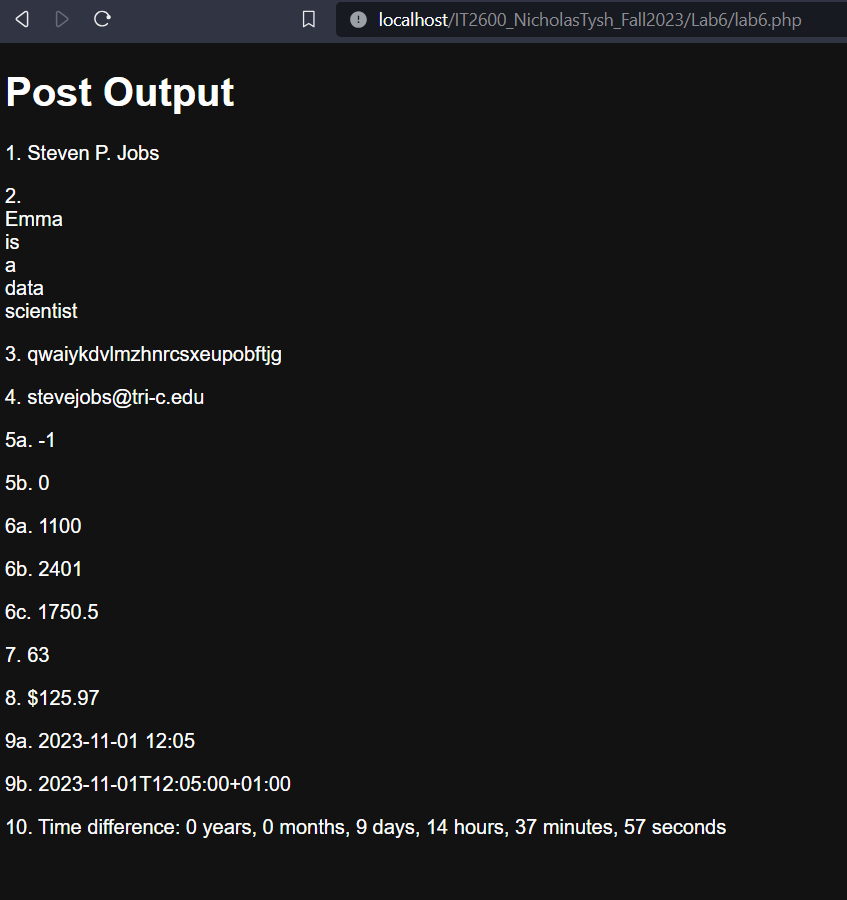 localhost/IT2600_NicholasTysh_Fall2023/Lab6/lab6.php
Post Output
1. Steven P. Jobs
2.
Emma
is
a
data
scientist
3. qwaiykdvlmzhnrcsxeupobftjg
4. stevejobs@tri-c.edu
5a. -1
5b. 0
6a. 1100
6b. 2401
6c. 1750.5
7. 63
8. $125.97
9a. 2023-11-01 12:05
9b. 2023-11-01T12:05:00+01:00
10. Time difference: 0 years, 0 months, 9 days, 14 hours, 37 minutes, 57 seconds